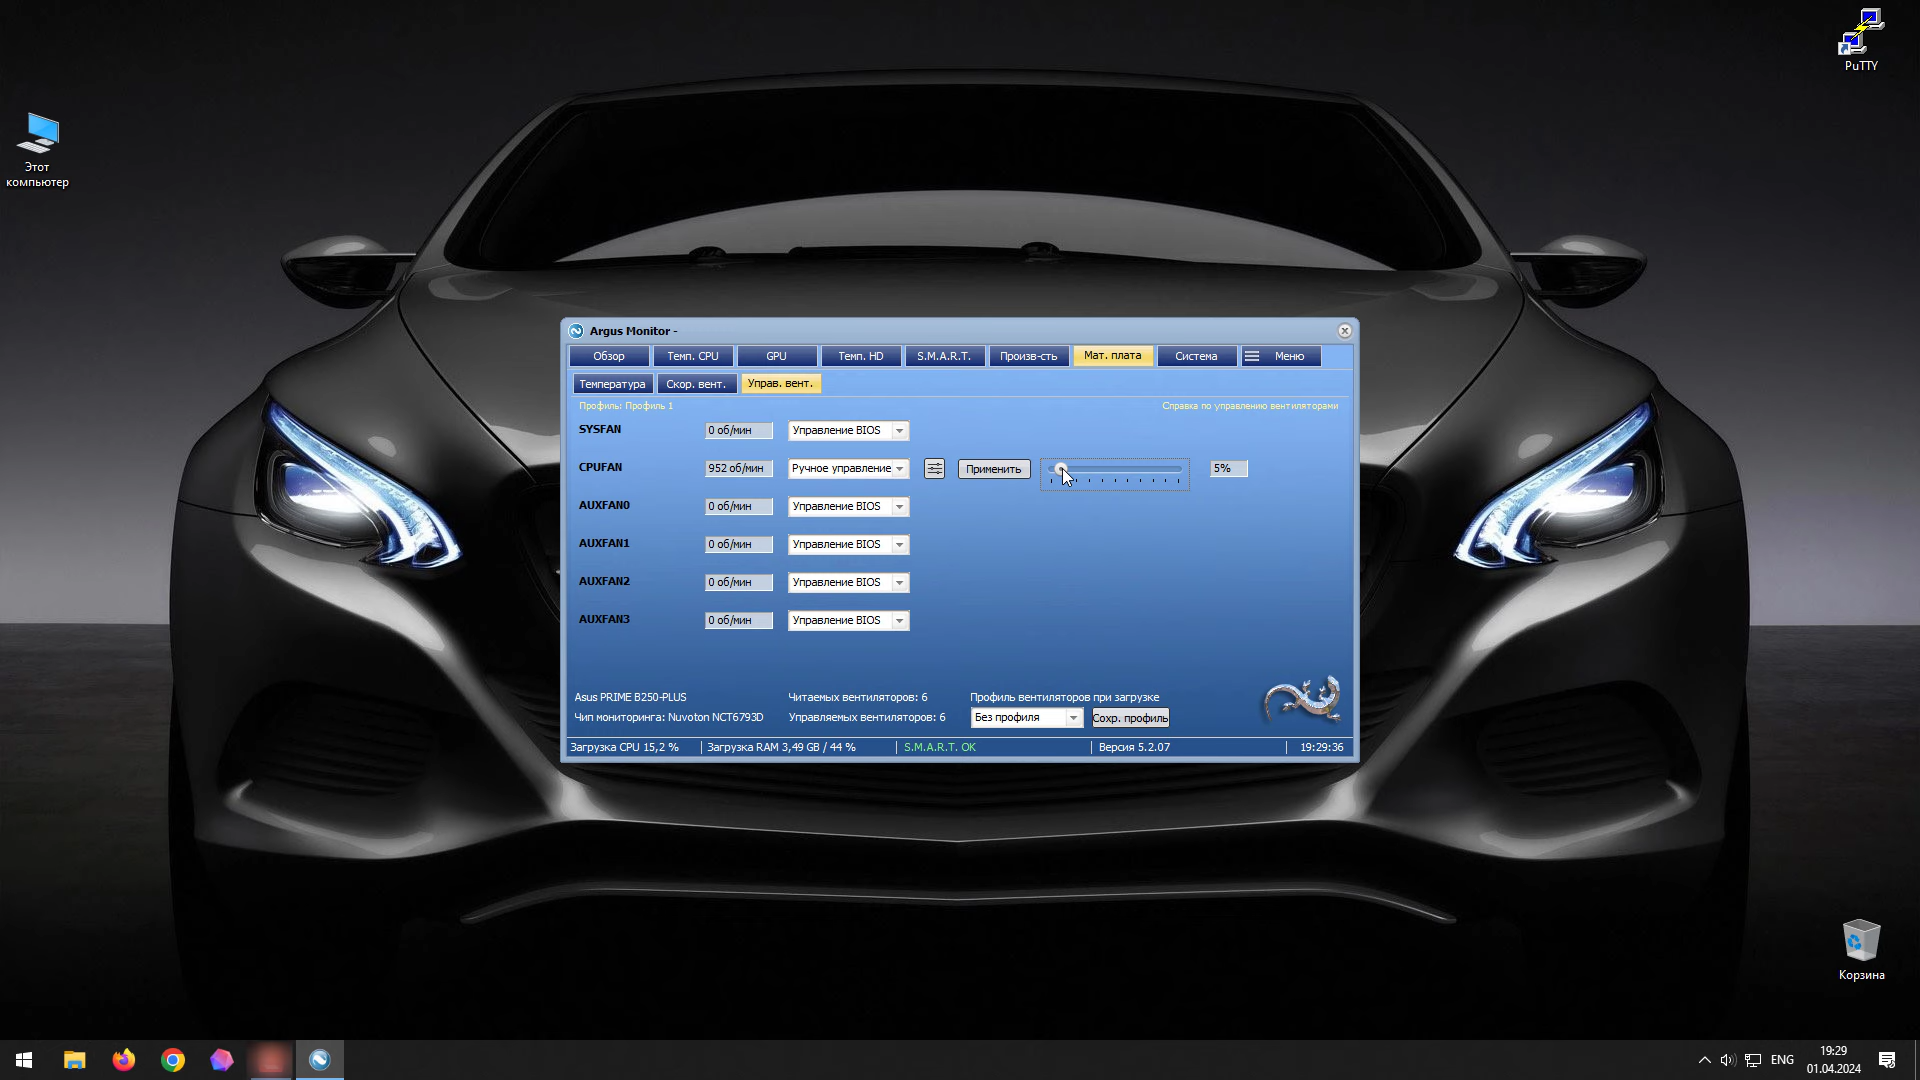 PuTTY
Этот
компьютер
Argus Monitor -
Обзор Темп. CPU GPU Темп. HD S.M.A.R.T. Произв-сть Мат. плата Система Меню
Температура Скор. вент. Управ. вент.
Профиль: Профиль 1 Справка по управлению вентиляторами
SYSFAN 0 об/мин Управление BIOS
CPUFAN 952 об/мин Ручное управление Применить 5%
AUXFAN0 0 об/мин Управление BIOS
AUXFAN1 0 об/мин Управление BIOS
AUXFAN2 0 об/мин Управление BIOS
AUXFAN3 0 об/мин Управление BIOS
Asus PRIME B250-PLUS Читаемых вентиляторов: 6 Профиль вентиляторов при загрузке
Чип мониторинга: Nuvoton NCT6793D Управляемых вентиляторов: 6 Без профиля Сохр. профиль
Загрузка CPU 15,2 % Загрузка RAM 3,49 GB / 44 % S.M.A.R.T. OK Версия 5.2.07 19:29:36
Корзина
ENG 19:29
01.04.2024